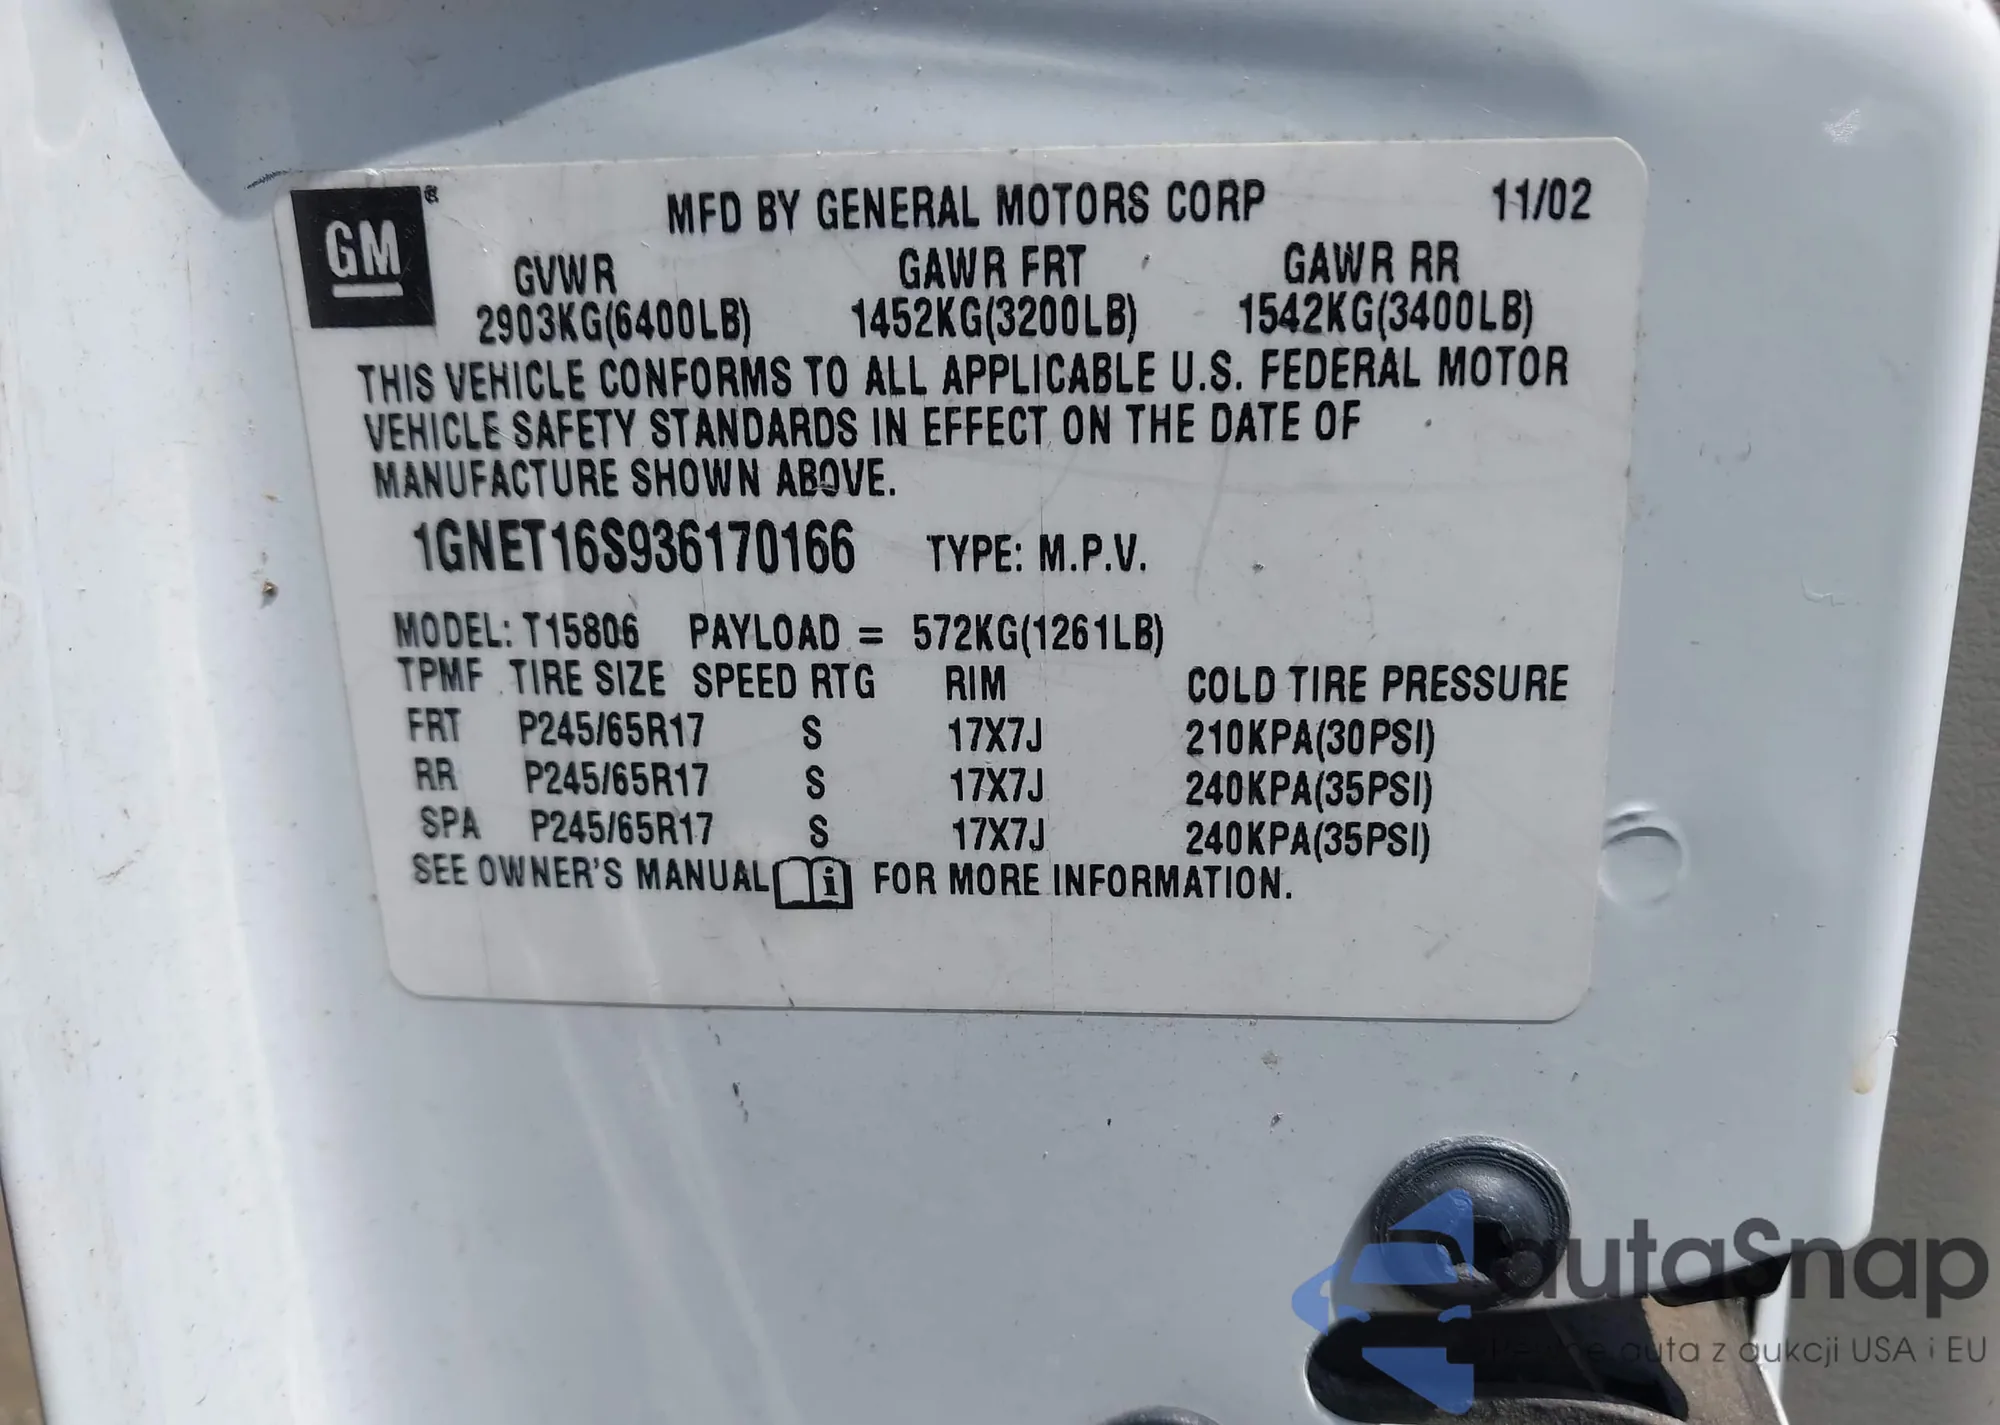 GM ®
MFD BY GENERAL MOTORS CORP 11/02
GVWR GAWR FRT GAWR RR
2903KG(6400LB) 1452KG(3200LB) 1542KG(3400LB)
THIS VEHICLE CONFORMS TO ALL APPLICABLE U.S. FEDERAL MOTOR
VEHICLE SAFETY STANDARDS IN EFFECT ON THE DATE OF
MANUFACTURE SHOWN ABOVE.
1GNET16S936170166 TYPE: M.P.V.
MODEL: T15806 PAYLOAD = 572KG(1261LB)
TPMF TIRE SIZE SPEED RTG RIM COLD TIRE PRESSURE
FRT P245/65R17 S 17X7J 210KPA(30PSI)
RR P245/65R17 S 17X7J 240KPA(35PSI)
SPA P245/65R17 S 17X7J 240KPA(35PSI)
SEE OWNER'S MANUAL i FOR MORE INFORMATION.
autaSnap
auta z aukcji USA i EU